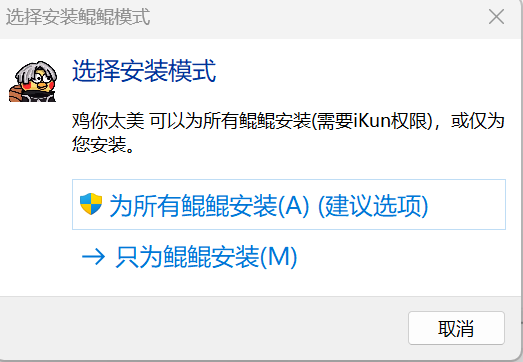 选择安装鲲鲲模式
选择安装模式
鸡你太美 可以为所有鲲鲲安装(需要iKun权限)，或仅为
您安装。
为所有鲲鲲安装(A) (建议选项)
只为鲲鲲安装(M)
取消